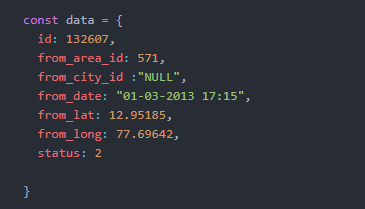 const data = {
id: 132607,
from_area_id: 571,
from_city_id :"NULL",
from_date: "01-03-2013 17:15",
from_lat: 12.95185,
from_long: 77.69642,
status: 2
}